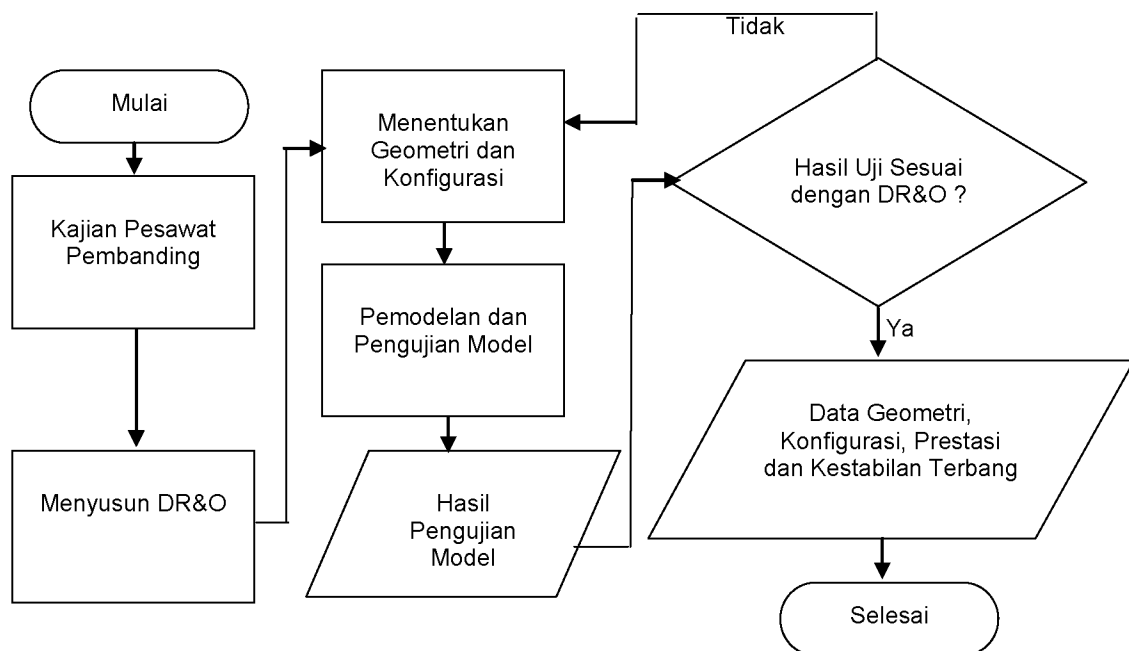 Mulai
Kajian Pesawat
Pembanding
Menyusun DR&O
Menentukan
Geometri dan
Konfigurasi
Pemodelan dan
Pengujian Model
Hasil
Pengujian
Model
Tidak
Hasil Uji Sesuai
dengan DR&O ?
Ya
Data Geometri,
Konfigurasi, Prestasi
dan Kestabilan Terbang
Selesai